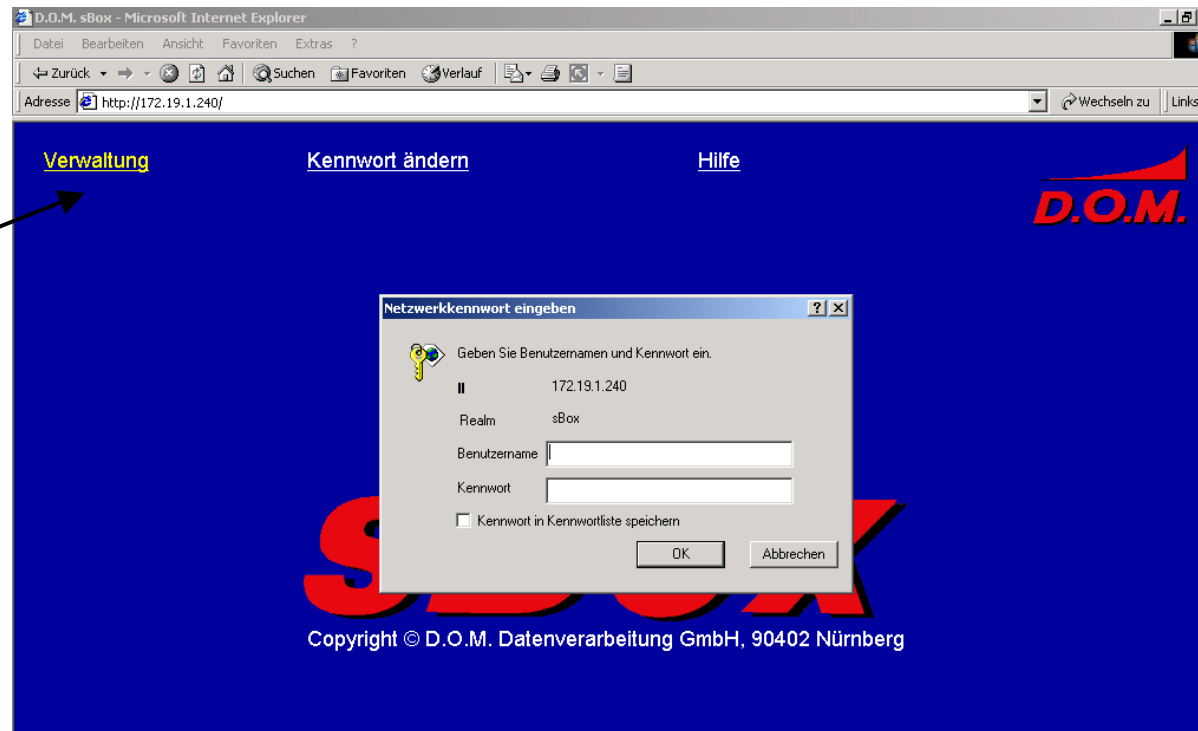 D.O.M. sBox - Microsoft Internet Explorer
Datei Bearbeiten Ansicht Favoriten Extras ?
Zurück Suchen Favoriten Verlauf
Adresse http://172.19.1.240/ Wechseln zu Links
Verwaltung Kennwort ändern Hilfe
D.O.M.
Netzwerkkennwort eingeben
Geben Sie Benutzernamen und Kennwort ein.
II 172.19.1.240
Realm sBox
Benutzername
Kennwort
Kennwort in Kennwortliste speichern
OK Abbrechen
Copyright © D.O.M. Datenverarbeitung GmbH, 90402 Nürnberg